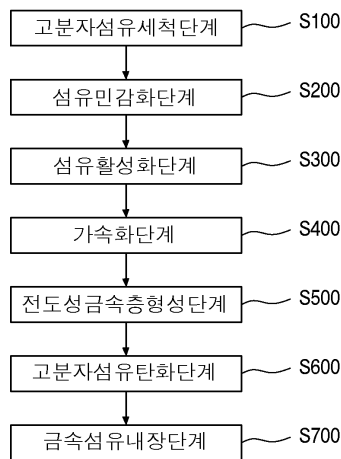 고분자섬유세척단계 S100
섬유민감화단계 S200
섬유활성화단계 S300
가속화단계 S400
전도성금속층형성단계 S500
고분자섬유탄화단계 S600
금속섬유내장단계 S700